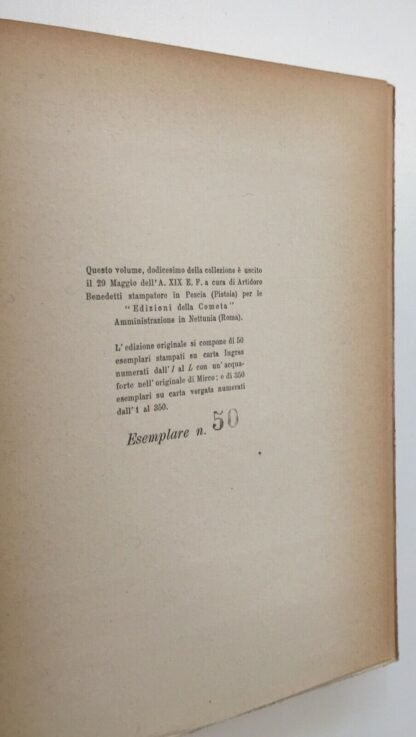 Questo volume, dodicesimo della collezione è uscito
il 29 Maggio dell'A. XIX E. F. a cura di Artidoro
Benedetti stampatore in Pescia (Pistoia) per le
" Edizioni della Cometa "
Amministrazione in Nettunia (Roma).
L' edizione originale si compone di 50
esemplari stampati su carta Ingres
numerati dall' I al L con un' acqua-
forte nell' originale di Mirco; e di 350
esemplari su carta vergata numerati
dall' 1 al 350.
Esemplare n. 50